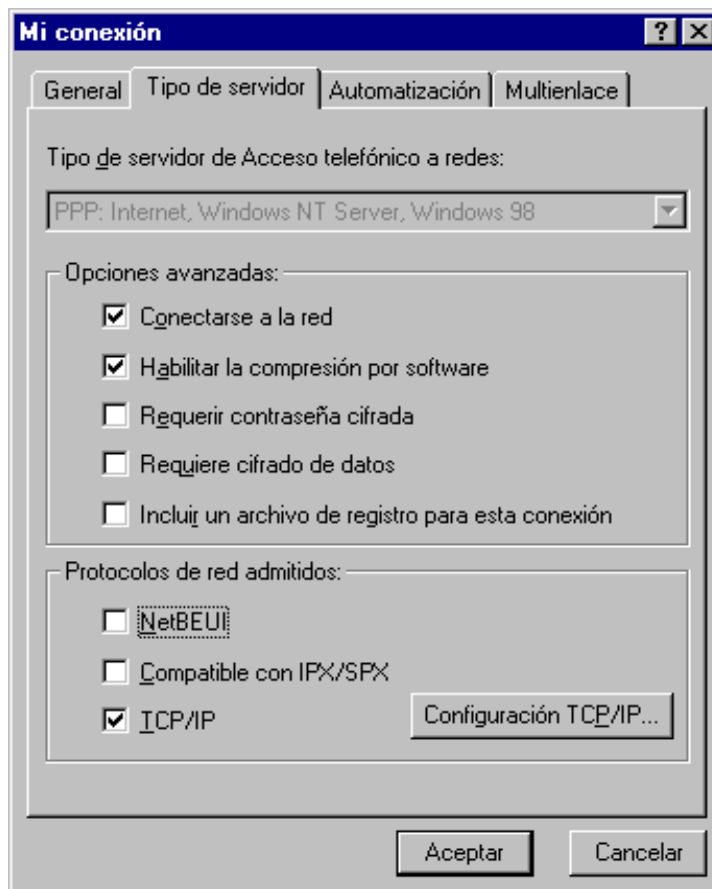 Mi conexión
General Tipo de servidor Automatización Multienlace
Tipo de servidor de Acceso telefónico a redes:
PPP: Internet, Windows NT Server, Windows 98
Opciones avanzadas:
Conectarse a la red
Habilitar la compresión por software
Requerir contraseña cifrada
Requiere cifrado de datos
Incluir un archivo de registro para esta conexión
Protocolos de red admitidos:
NetBEUI
Compatible con IPX/SPX
TCP/IP Configuración TCP/IP...
Aceptar Cancelar